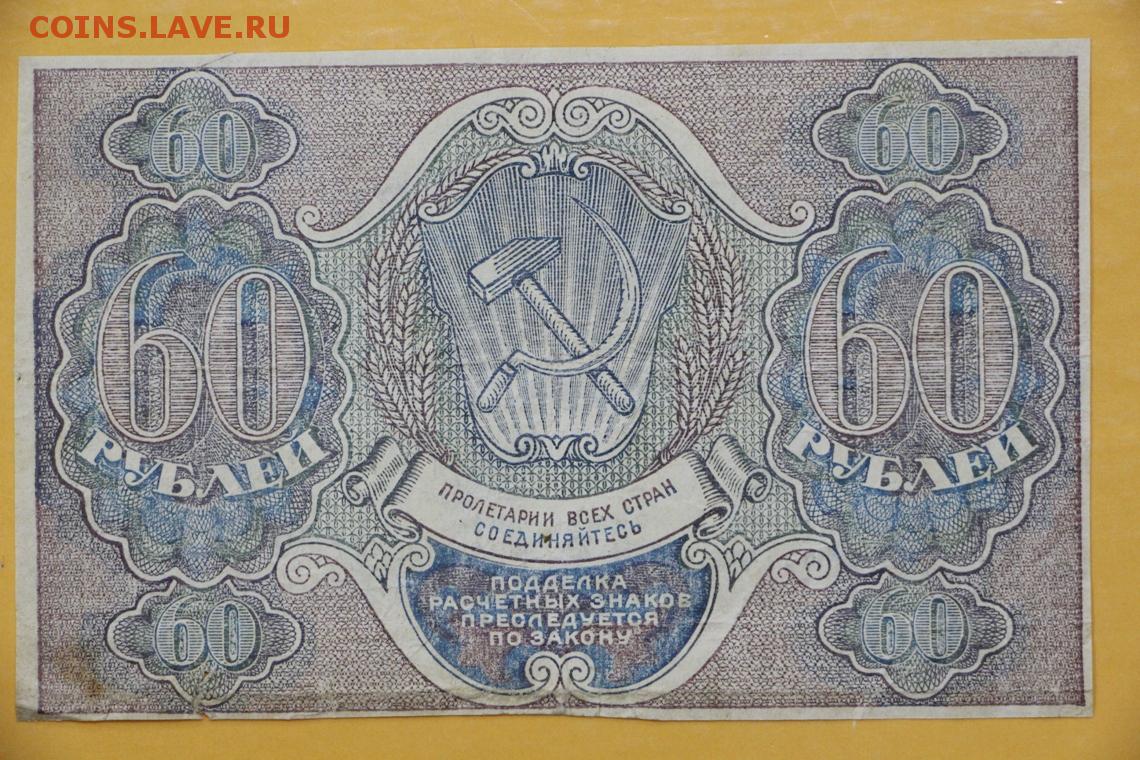 COINS.LAVE.RU
60 60
60 60
РУБЛЕЙ РУБЛЕЙ
ПРОЛЕТАРИИ ВСЕХ СТРАН
СОЕДИНЯЙТЕСЬ
ПОДДЕЛКА
РАСЧЕТНЫХ ЗНАКОВ
ПРЕСЛЕДУЕТСЯ
ПО ЗАКОНУ
60 60